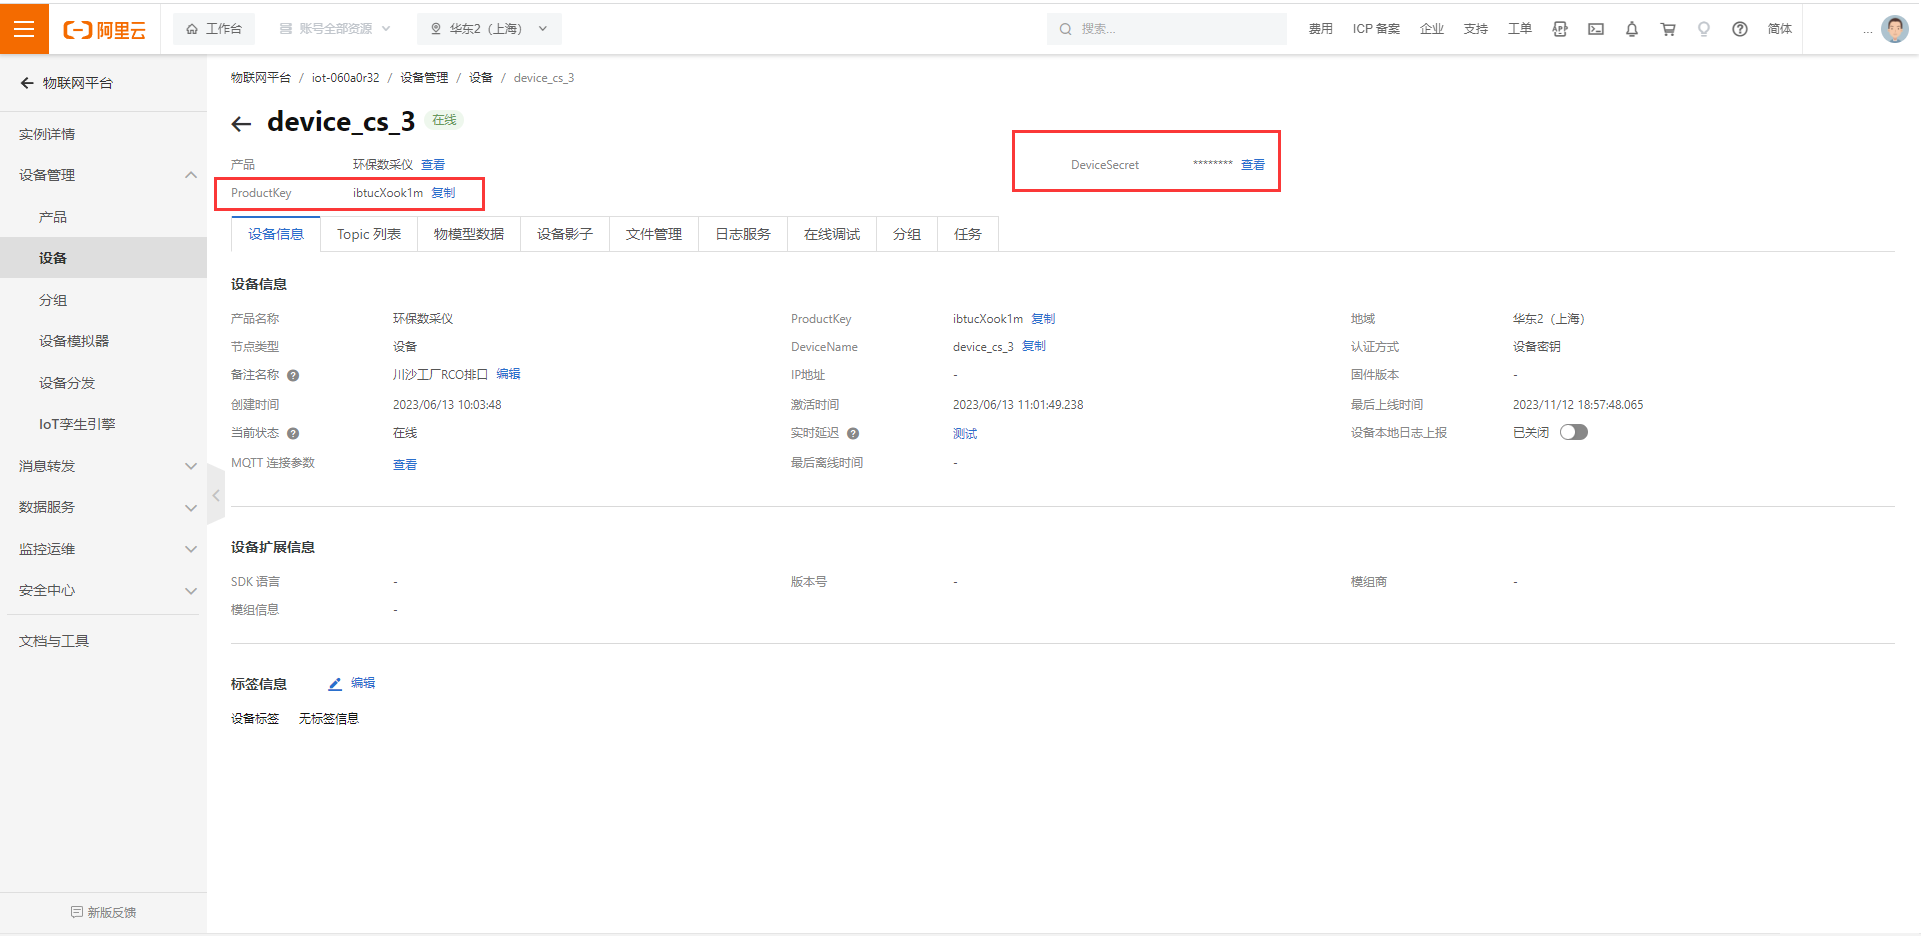 阿里云 工作台 账号全部资源 华东2（上海） 搜索... 费用 ICP 备案 企业 支持 工单 简体 ...
物联网平台
实例详情
设备管理
产品
设备
分组
设备模拟器
设备分发
IoT孪生引擎
消息转发
数据服务
监控运维
安全中心
文档与工具
新版反馈
物联网平台 / iot-060a0r32 / 设备管理 / 设备 / device_cs_3
device_cs_3 在线
产品 环保数采仪 查看 DeviceSecret ******** 查看
ProductKey ibtucXook1m 复制
设备信息 Topic 列表 物模型数据 设备影子 文件管理 日志服务 在线调试 分组 任务
设备信息
产品名称 环保数采仪 ProductKey ibtucXook1m 复制 地域 华东2（上海）
节点类型 设备 DeviceName device_cs_3 复制 认证方式 设备密钥
备注名称 川沙工厂RCO排口 编辑 IP地址 - 固件版本 -
创建时间 2023/06/13 10:03:48 激活时间 2023/06/13 11:01:49.238 最后上线时间 2023/11/12 18:57:48.065
当前状态 在线 实时延迟 测试 设备本地日志上报 已关闭
MQTT 连接参数 查看 最后离线时间 -
设备扩展信息
SDK 语言 - 版本号 - 模组商 -
模组信息 -
标签信息 编辑
设备标签 无标签信息